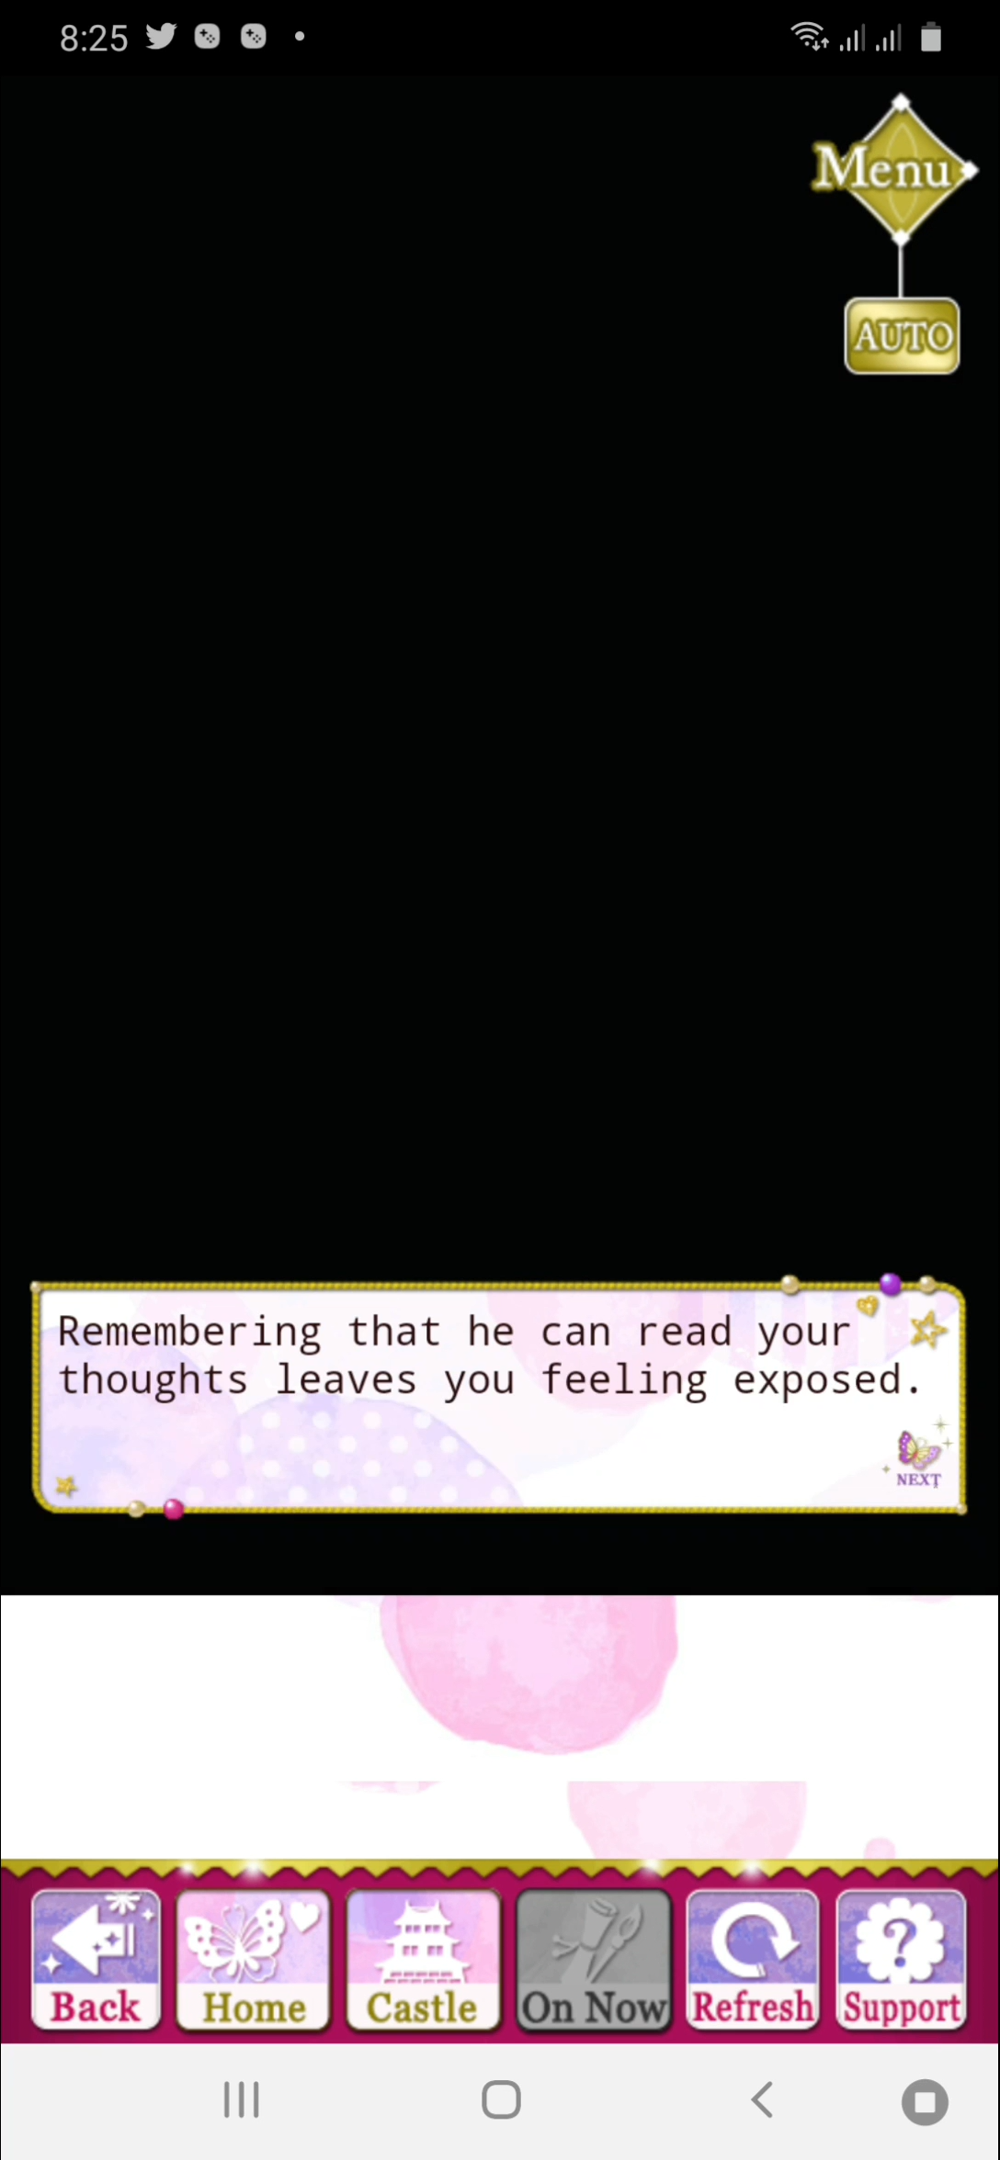 8:25
Menu
AUTO
Remembering that he can read your
thoughts leaves you feeling exposed.
NEXT
Back
Home
Castle
On Now
Refresh
Support